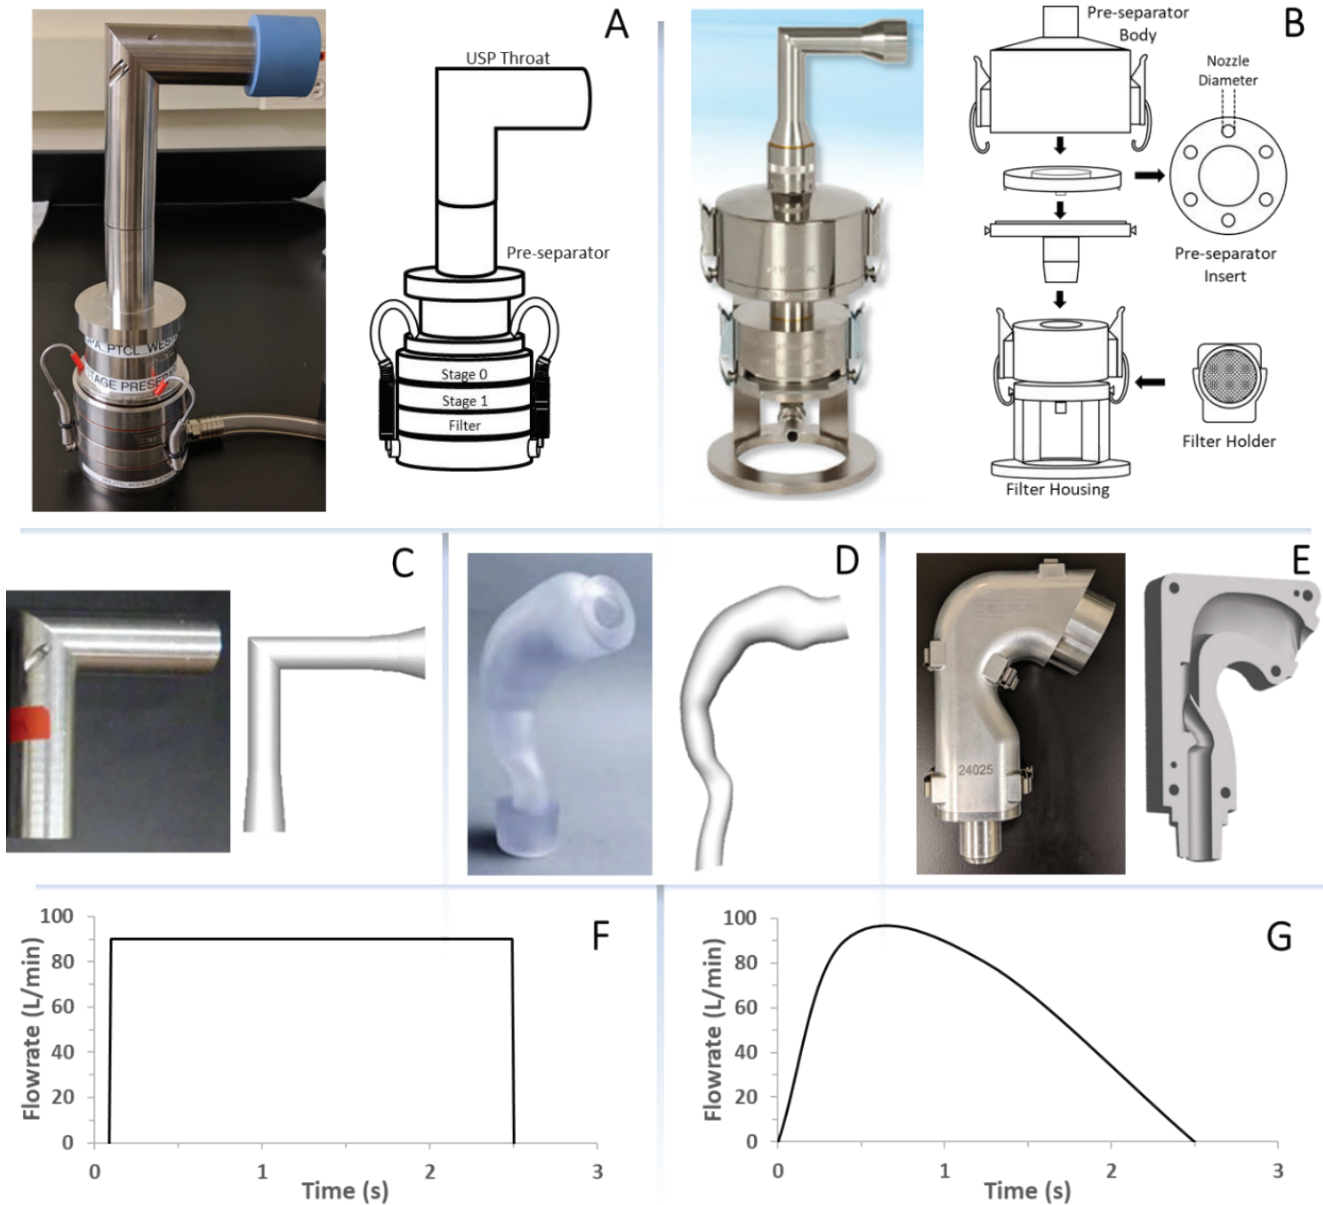 A
USP Throat
Pre-separator
Stage 0
Stage 1
Filter
B
Pre-separator
Body
Nozzle
Diameter
Pre-separator
Insert
Filter Holder
Filter Housing
C
D
E
24025
F
100
80
60
40
20
0
0
1
2
3
Flowrate (L/min)
Time (s)
G
100
80
60
40
20
0
0
1
2
3
Flowrate (L/min)
Time (s)